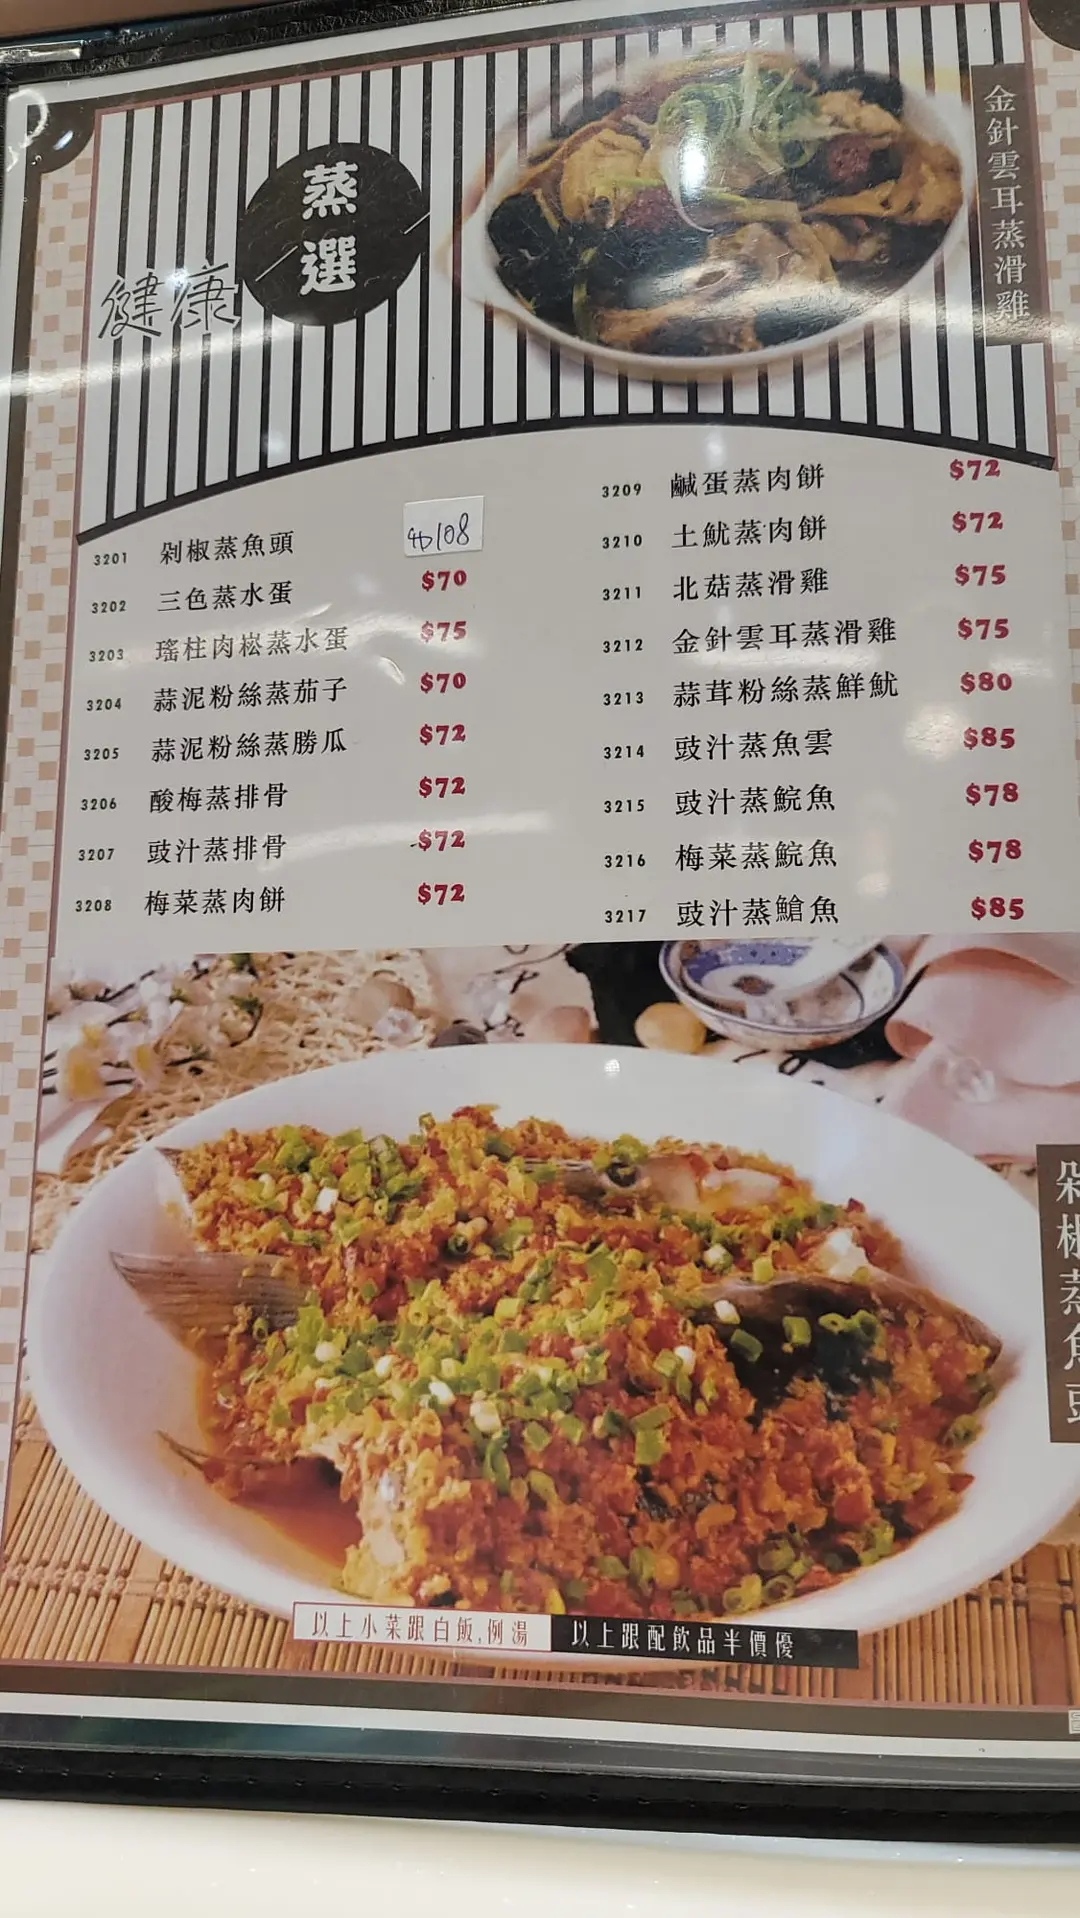 金針雲耳蒸滑雞
蒸選
健康
3201 剁椒蒸魚頭 $108
3202 三色蒸水蛋 $70
3203 瑤柱肉崧蒸水蛋 $75
3204 蒜泥粉絲蒸茄子 $70
3205 蒜泥粉絲蒸勝瓜 $72
3206 酸梅蒸排骨 $72
3207 豉汁蒸排骨 $72
3208 梅菜蒸肉餅 $72
3209 鹹蛋蒸肉餅 $72
3210 土魷蒸肉餅 $72
3211 北菇蒸滑雞 $75
3212 金針雲耳蒸滑雞 $75
3213 蒜茸粉絲蒸鮮魷 $80
3214 豉汁蒸魚雲 $85
3215 豉汁蒸鯇魚 $78
3216 梅菜蒸鯇魚 $78
3217 豉汁蒸鎗魚 $85
剁椒蒸魚頭
以上小菜跟白飯,例湯
以上跟配飲品半價優